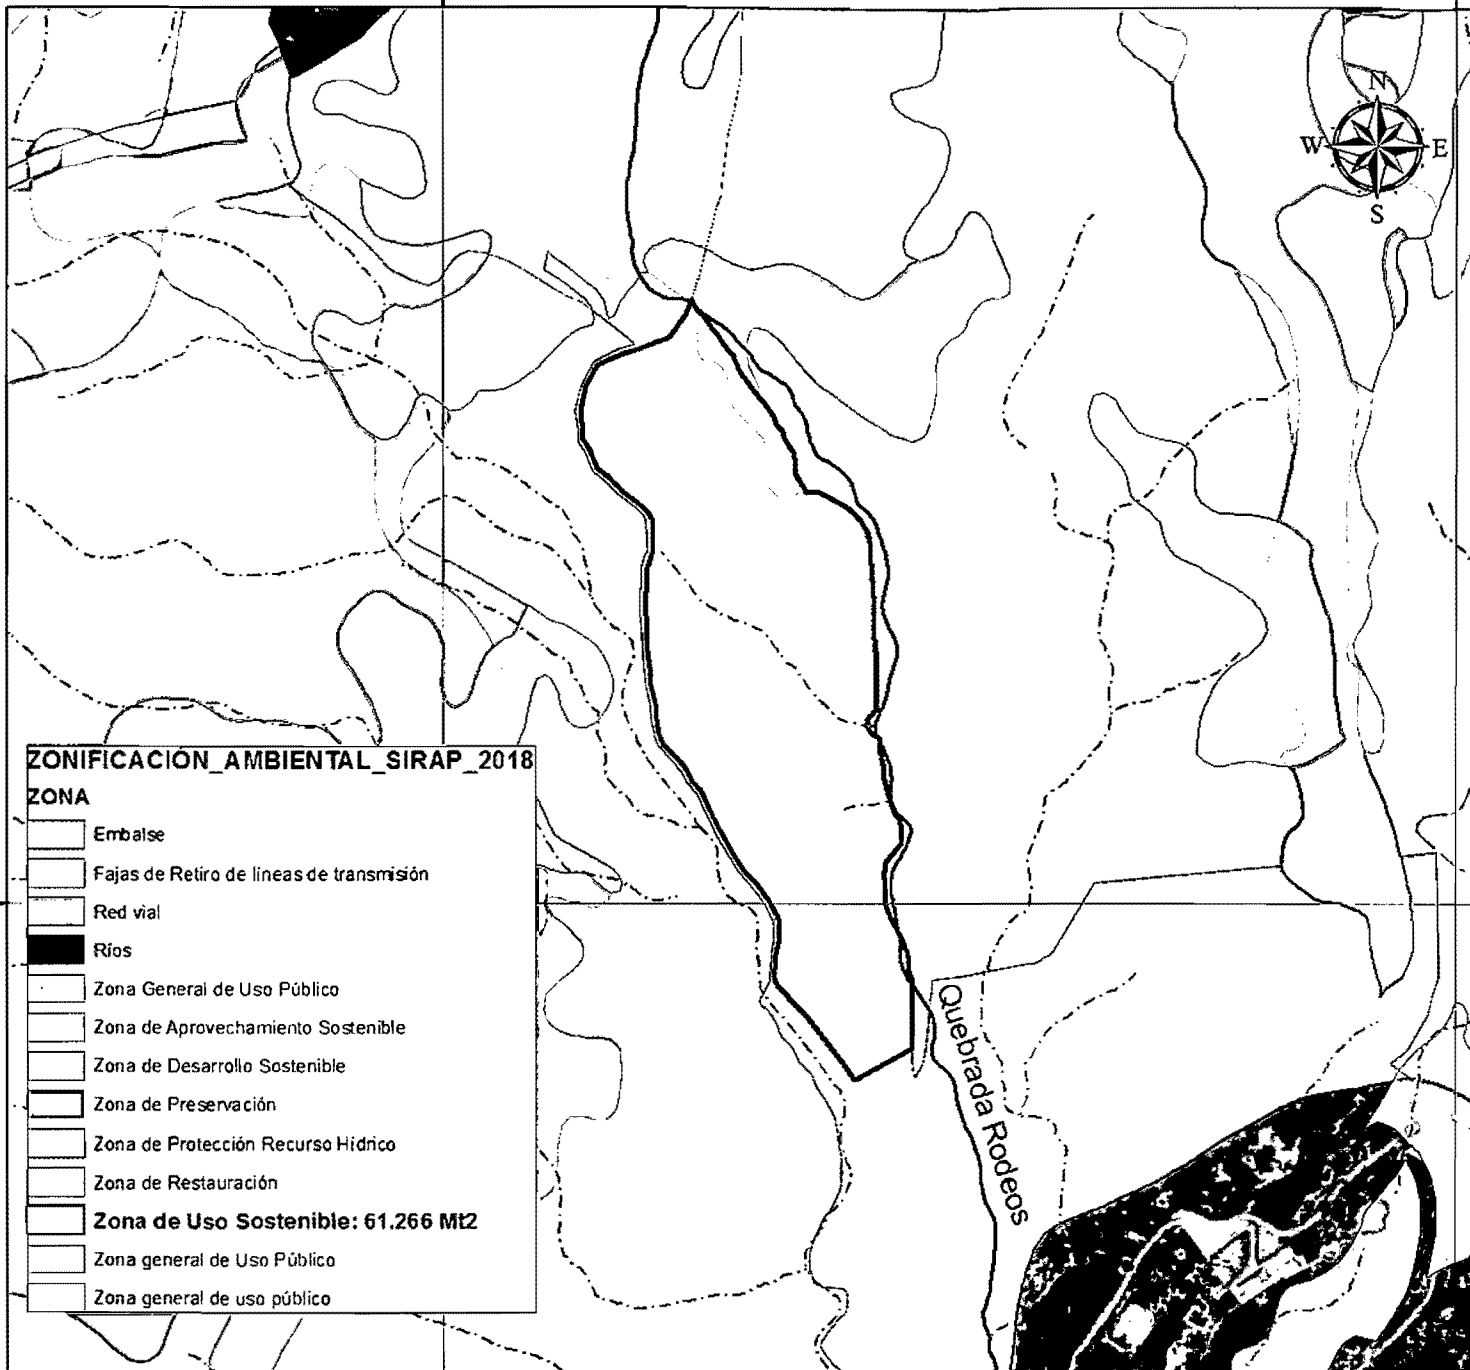 N
W E
S
ZONIFICACIÓN_AMBIENTAL_SIRAP_2018
ZONA
Embalse
Fajas de Retiro de líneas de transmisión
Red vial
Ríos
Zona General de Uso Público
Zona de Aprovechamiento Sostenible
Zona de Desarrollo Sostenible
Zona de Preservación
Zona de Protección Recurso Hídrico
Zona de Restauración
Zona de Uso Sostenible: 61.266 Mt2
Zona general de Uso Público
Zona general de uso público
Quebrada Rodeos